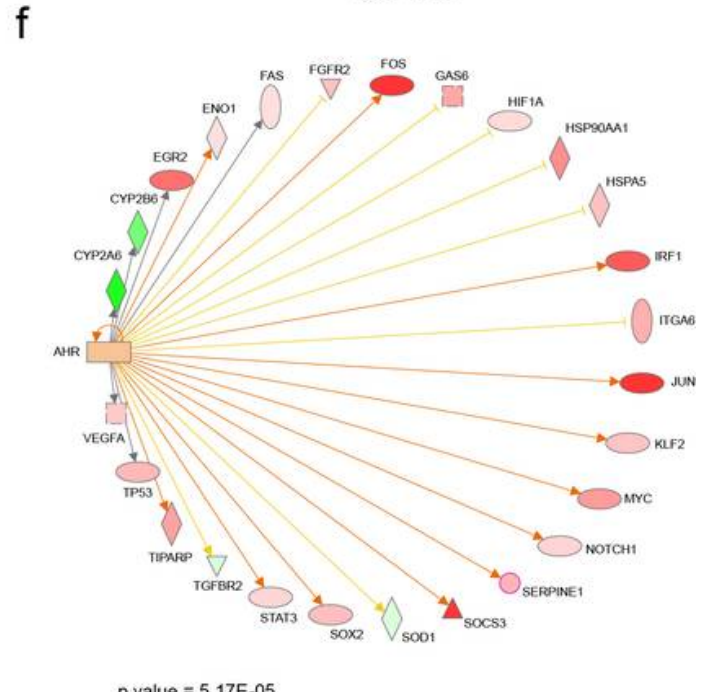 f
FOS
FGFR2
FAS
GAS6
HIF1A
ENO1
HSP90AA1
EGR2
HSPA5
CYP2B6
CYP2A6
IRF1
ITGA6
AHR
JUN
VEGFA
KLF2
TP53
MYC
TIPARP
NOTCH1
TGFBR2
SERPINE1
STAT3
SOX2
SOD1
SOCS3
p value = 5.17E-05